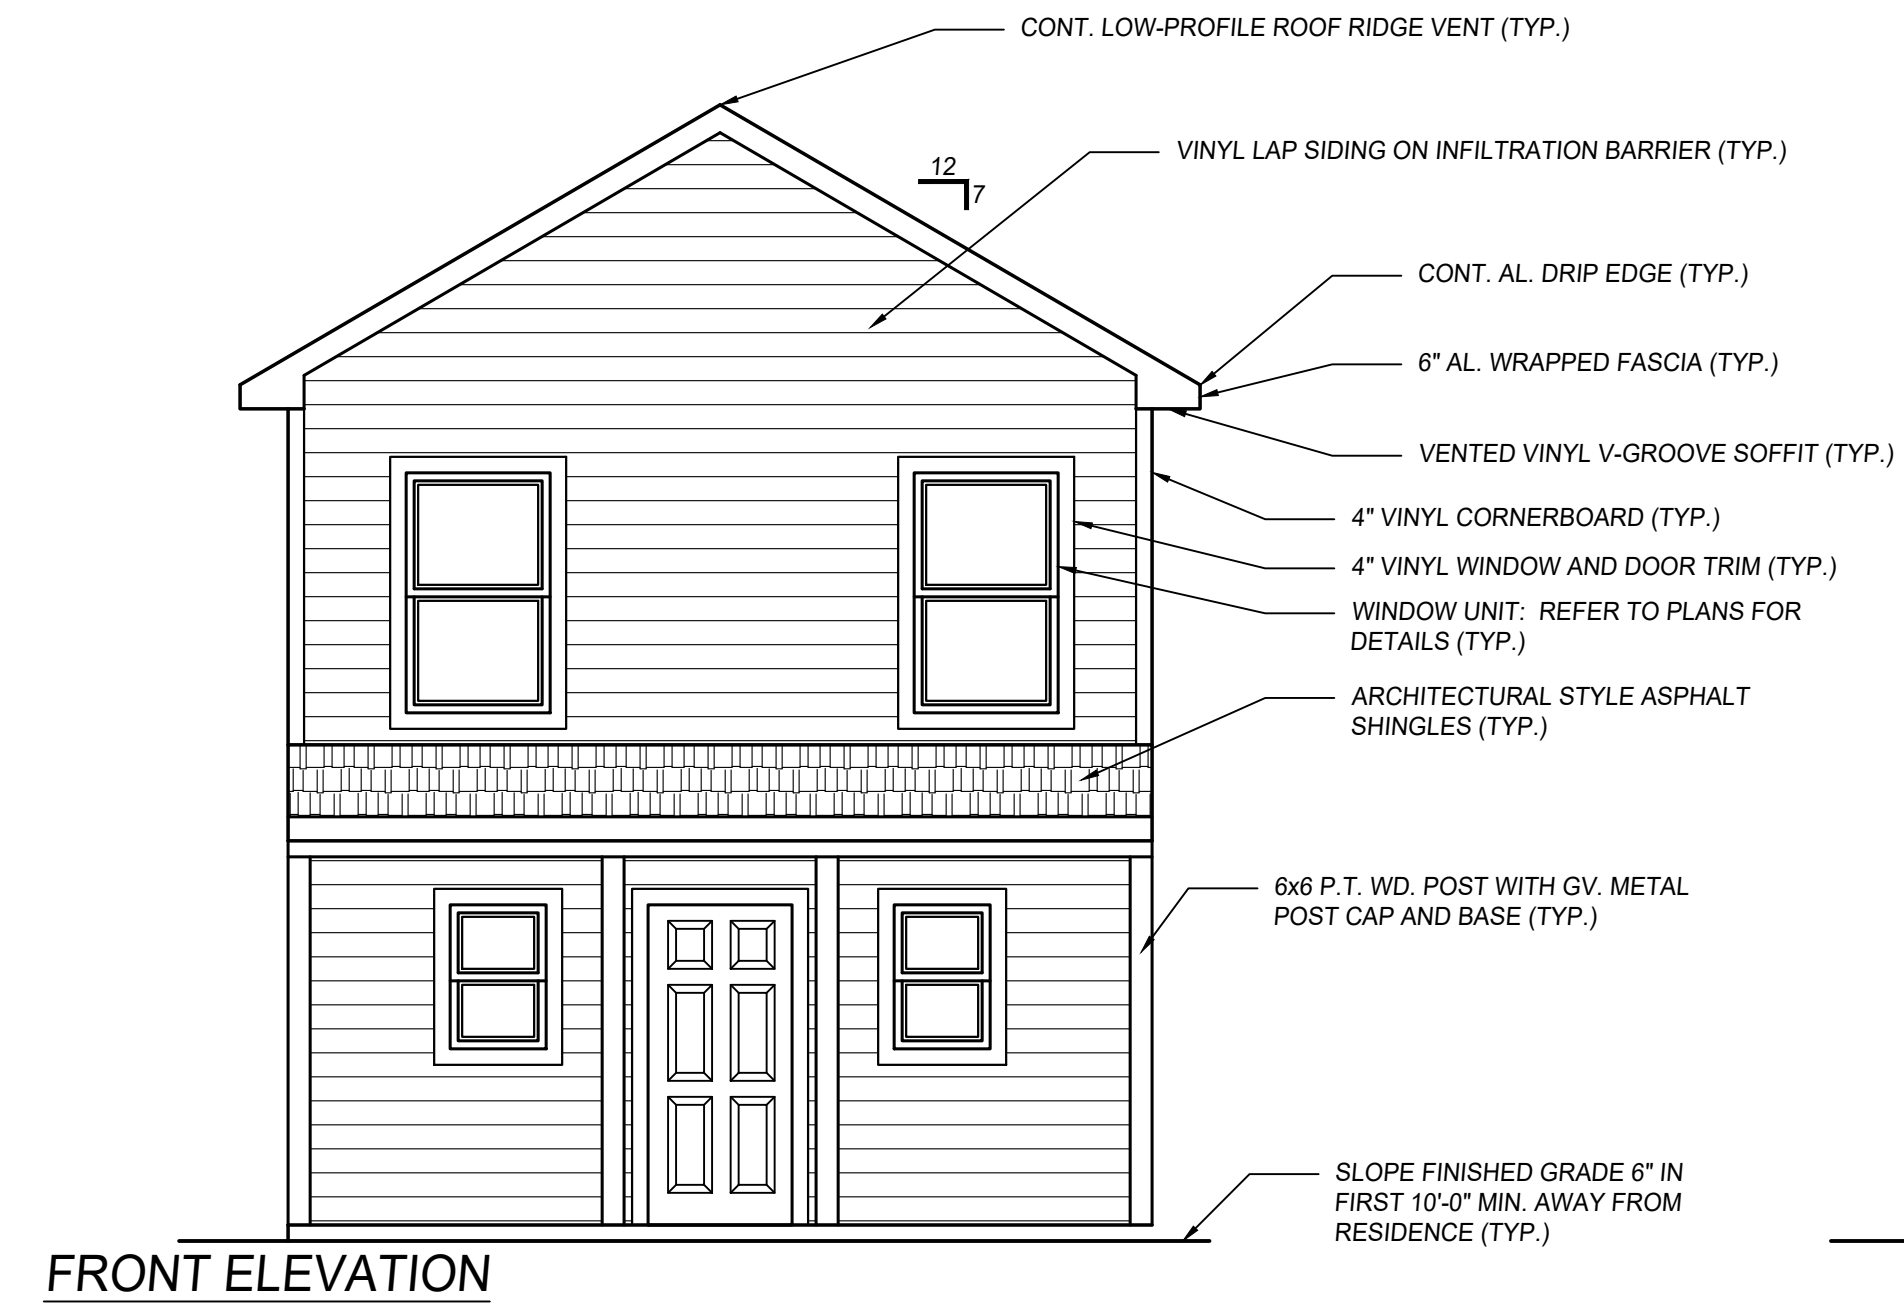 CONT. LOW-PROFILE ROOF RIDGE VENT (TYP.)
VINYL LAP SIDING ON INFILTRATION BARRIER (TYP.)
12
7
CONT. AL. DRIP EDGE (TYP.)
6" AL. WRAPPED FASCIA (TYP.)
VENTED VINYL V-GROOVE SOFFIT (TYP.)
4" VINYL CORNERBOARD (TYP.)
4" VINYL WINDOW AND DOOR TRIM (TYP.)
WINDOW UNIT:  REFER TO PLANS FOR
DETAILS (TYP.)
ARCHITECTURAL STYLE ASPHALT
SHINGLES (TYP.)
6x6 P.T. WD. POST WITH GV. METAL
POST CAP AND BASE (TYP.)
SLOPE FINISHED GRADE 6" IN
FIRST 10'-0" MIN. AWAY FROM
RESIDENCE (TYP.)
FRONT ELEVATION